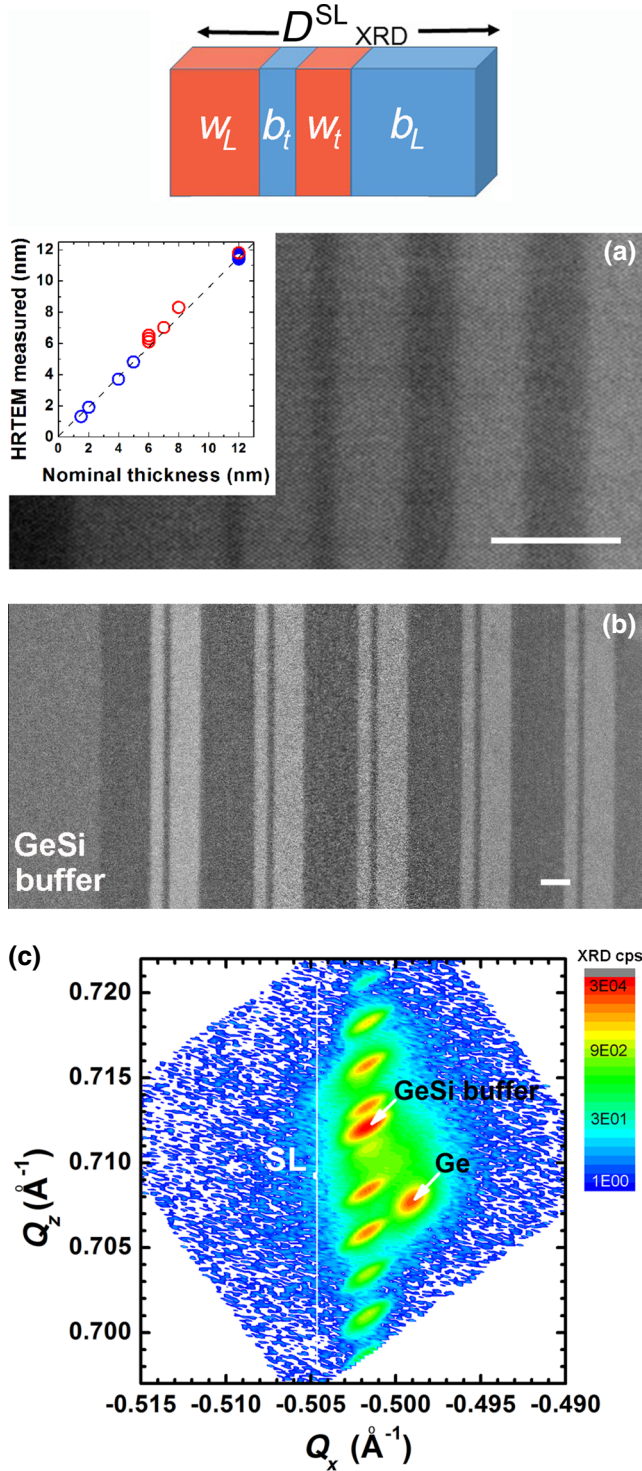 D^SL_XRD
w_L b_t w_t b_L
(a)
HRTEM measured (nm)
12
10
8
6
4
2
0
0 2 4 6 8 10 12
Nominal thickness (nm)
(b)
GeSi
buffer
(c)
XRD cps
3E04
9E02
3E01
1E00
0.720
0.715
0.710
0.705
0.700
Q_z (Å^-1)
GeSi buffer
SL
Ge
-0.515 -0.510 -0.505 -0.500 -0.495 -0.490
Q_x (Å^-1)